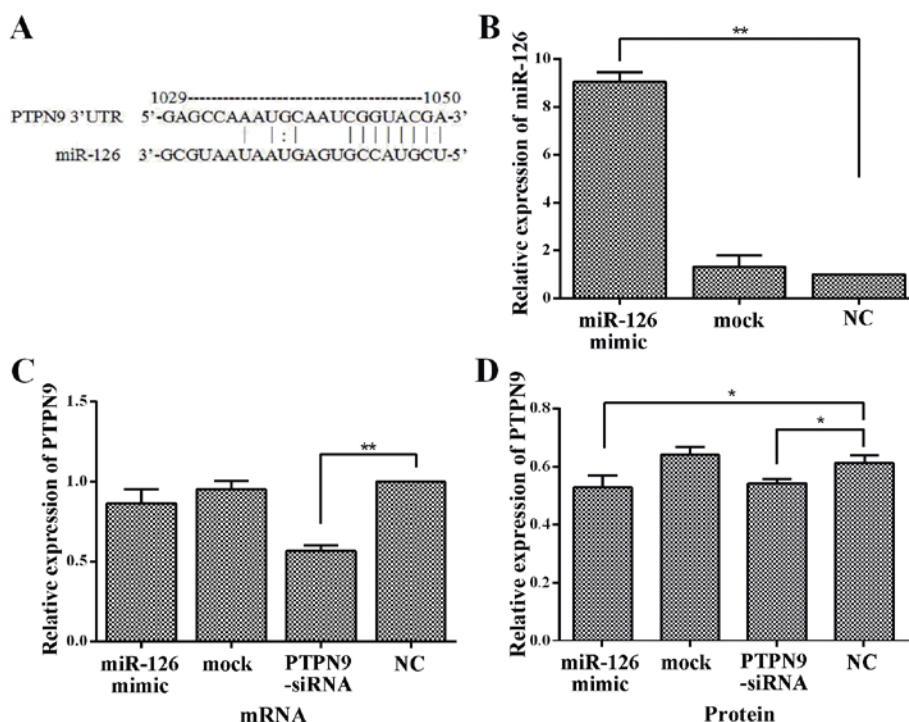 A
1029----------------------------------1050
PTPN9 3'UTR 5'-GAGCCAAAUGCAAUCGGUACGA-3'
| | : | | | | | | | | |
miR-126 3'-GCGUAAUAAUGAGUGCCAUGCU-5'
B
Relative expression of miR-126
10
8
6
4
2
0
**
miR-126
mimic
mock
NC
C
Relative expression of PTPN9
1.5
1.0
0.5
0.0
**
miR-126
mimic
mock
PTPN9
-siRNA
NC
mRNA
D
Relative expression of PTPN9
0.8
0.6
0.4
0.2
0.0
*
*
miR-126
mimic
mock
PTPN9
-siRNA
NC
Protein